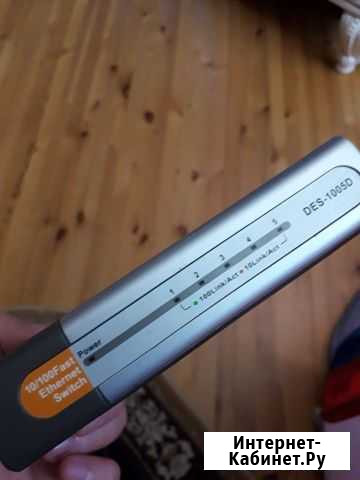 DES-1005D
1 2 3 4 5
100Link/Act 10Link/Act
Power
10/100Fast
Ethernet
Switch
Интернет-
Кабинет.Ру